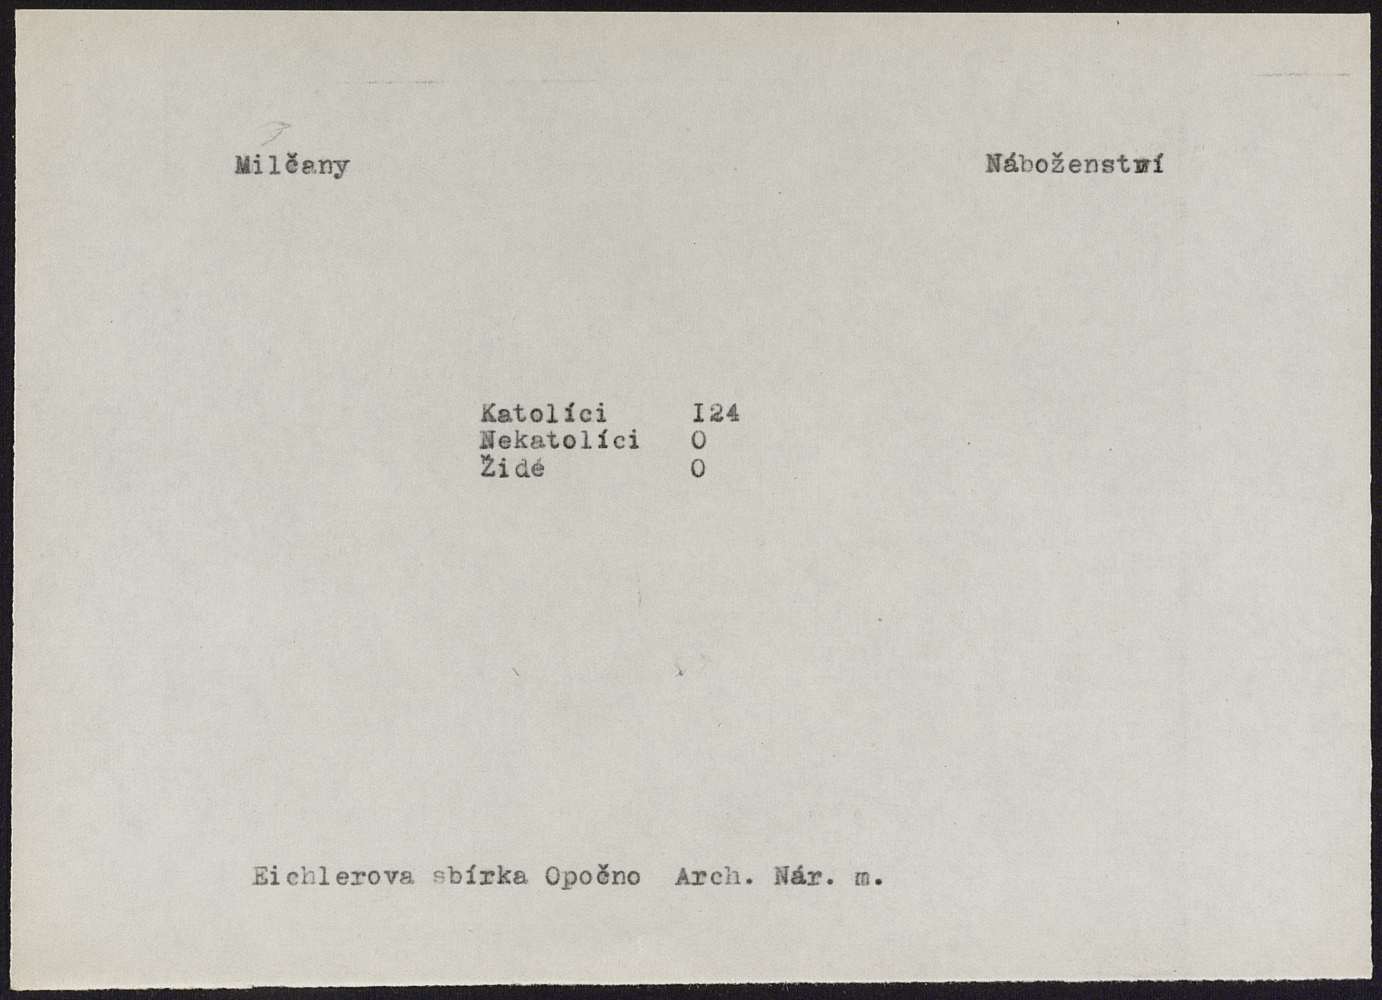 Milčany Náboženství
Katolíci I24
Nekatolíci 0
Židé 0
Eichlerova sbírka Opočno Arch. Nár. m.